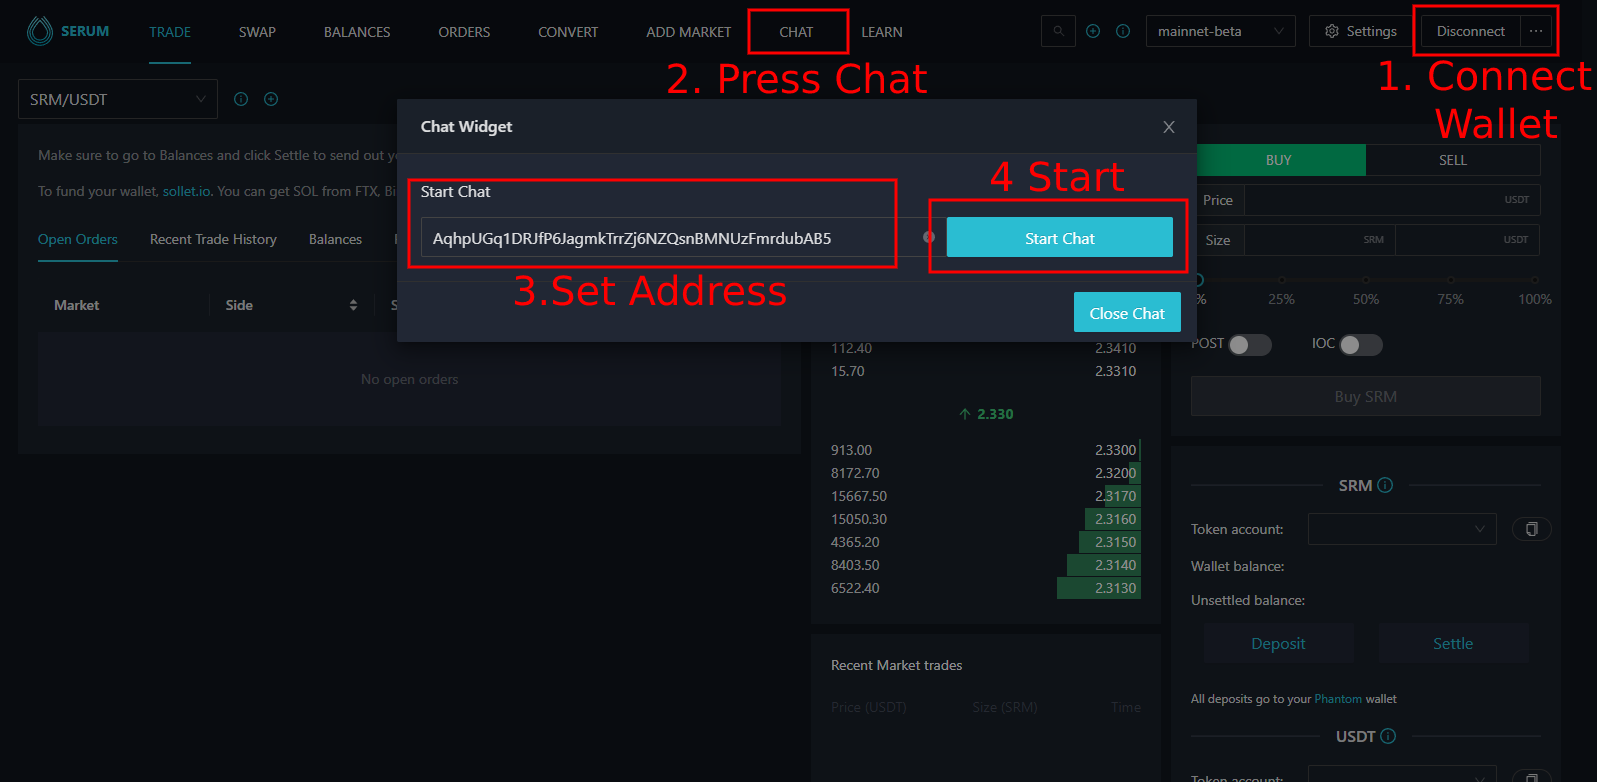 SERUM TRADE SWAP BALANCES ORDERS CONVERT ADD MARKET CHAT LEARN mainnet-beta Settings Disconnect ...
2. Press Chat
1. Connect
Wallet
SRM/USDT
Chat Widget
Make sure to go to Balances and click Settle to send out
To fund your wallet, sollet.io. You can get SOL from FTX,
Start Chat
4 Start
AqhpUGq1DRJfP6JagmkTrrZj6NZQsnBMNUzFmrdubAB5
Start Chat
3.Set Address
Close Chat
Open Orders Recent Trade History Balances
Market Side
No open orders
112.40 2.3410
15.70 2.3310
2.330
913.00 2.3300
8172.70 2.3200
15667.50 2.3170
15050.30 2.3160
4365.20 2.3150
8403.50 2.3140
6522.40 2.3130
Recent Market trades
Price (USDT) Size (SRM) Time
BUY SELL
Price USDT
Size SRM USDT
% 25% 50% 75% 100%
POST IOC
Buy SRM
SRM
Token account:
Wallet balance:
Unsettled balance:
Deposit Settle
All deposits go to your Phantom wallet
USDT
Token account: